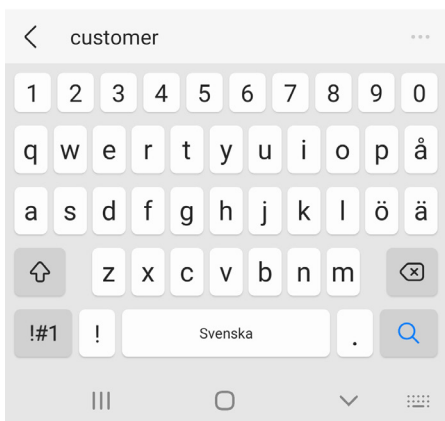 customer
1 2 3 4 5 6 7 8 9 0
q w e r t y u i o p å
a s d f g h j k l ö ä
z x c v b n m
!#1 ! Svenska .